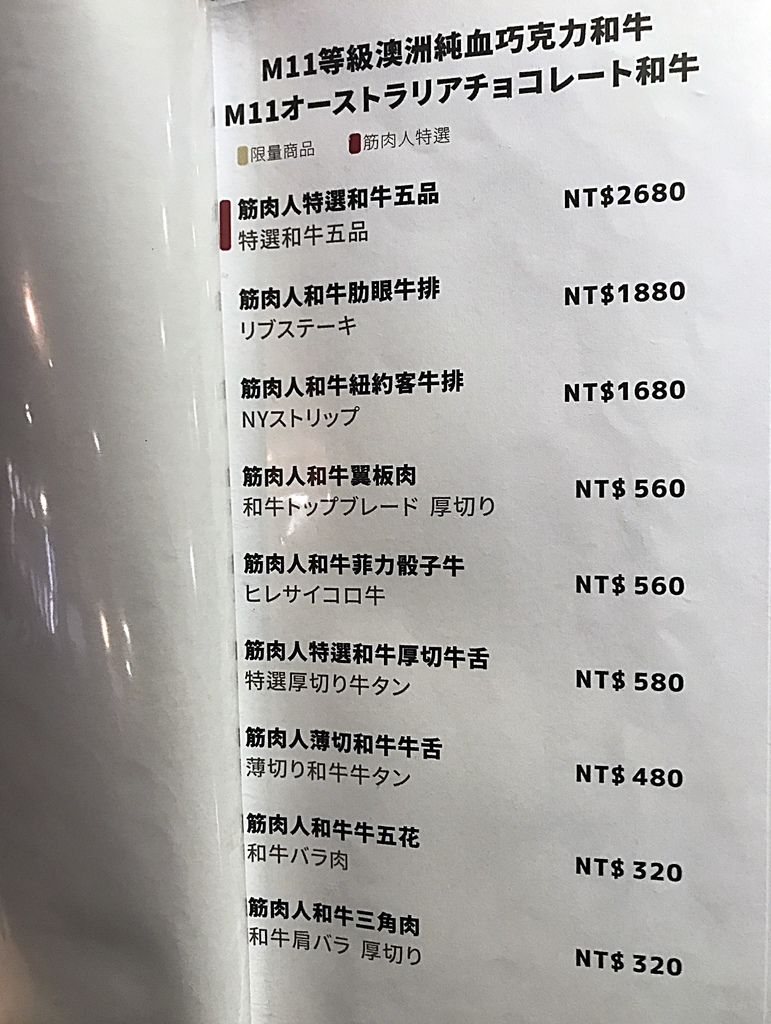 M11等級澳洲純血巧克力和牛
M11オーストラリアチョコレート和牛
限量商品 筋肉人特選
筋肉人特選和牛五品 NT$2680
特選和牛五品
筋肉人和牛肋眼牛排 NT$1880
リブステーキ
筋肉人和牛紐約客牛排 NT$1680
NYストリップ
筋肉人和牛翼板肉 NT$ 560
和牛トップブレード 厚切り
筋肉人和牛菲力骰子牛 NT$ 560
ヒレサイコロ牛
筋肉人特選和牛厚切牛舌 NT$ 580
特選厚切り牛タン
筋肉人薄切和牛牛舌 NT$ 480
薄切り和牛牛タン
筋肉人和牛牛五花 NT$ 320
和牛バラ肉
筋肉人和牛三角肉 NT$ 320
和牛肩バラ 厚切り